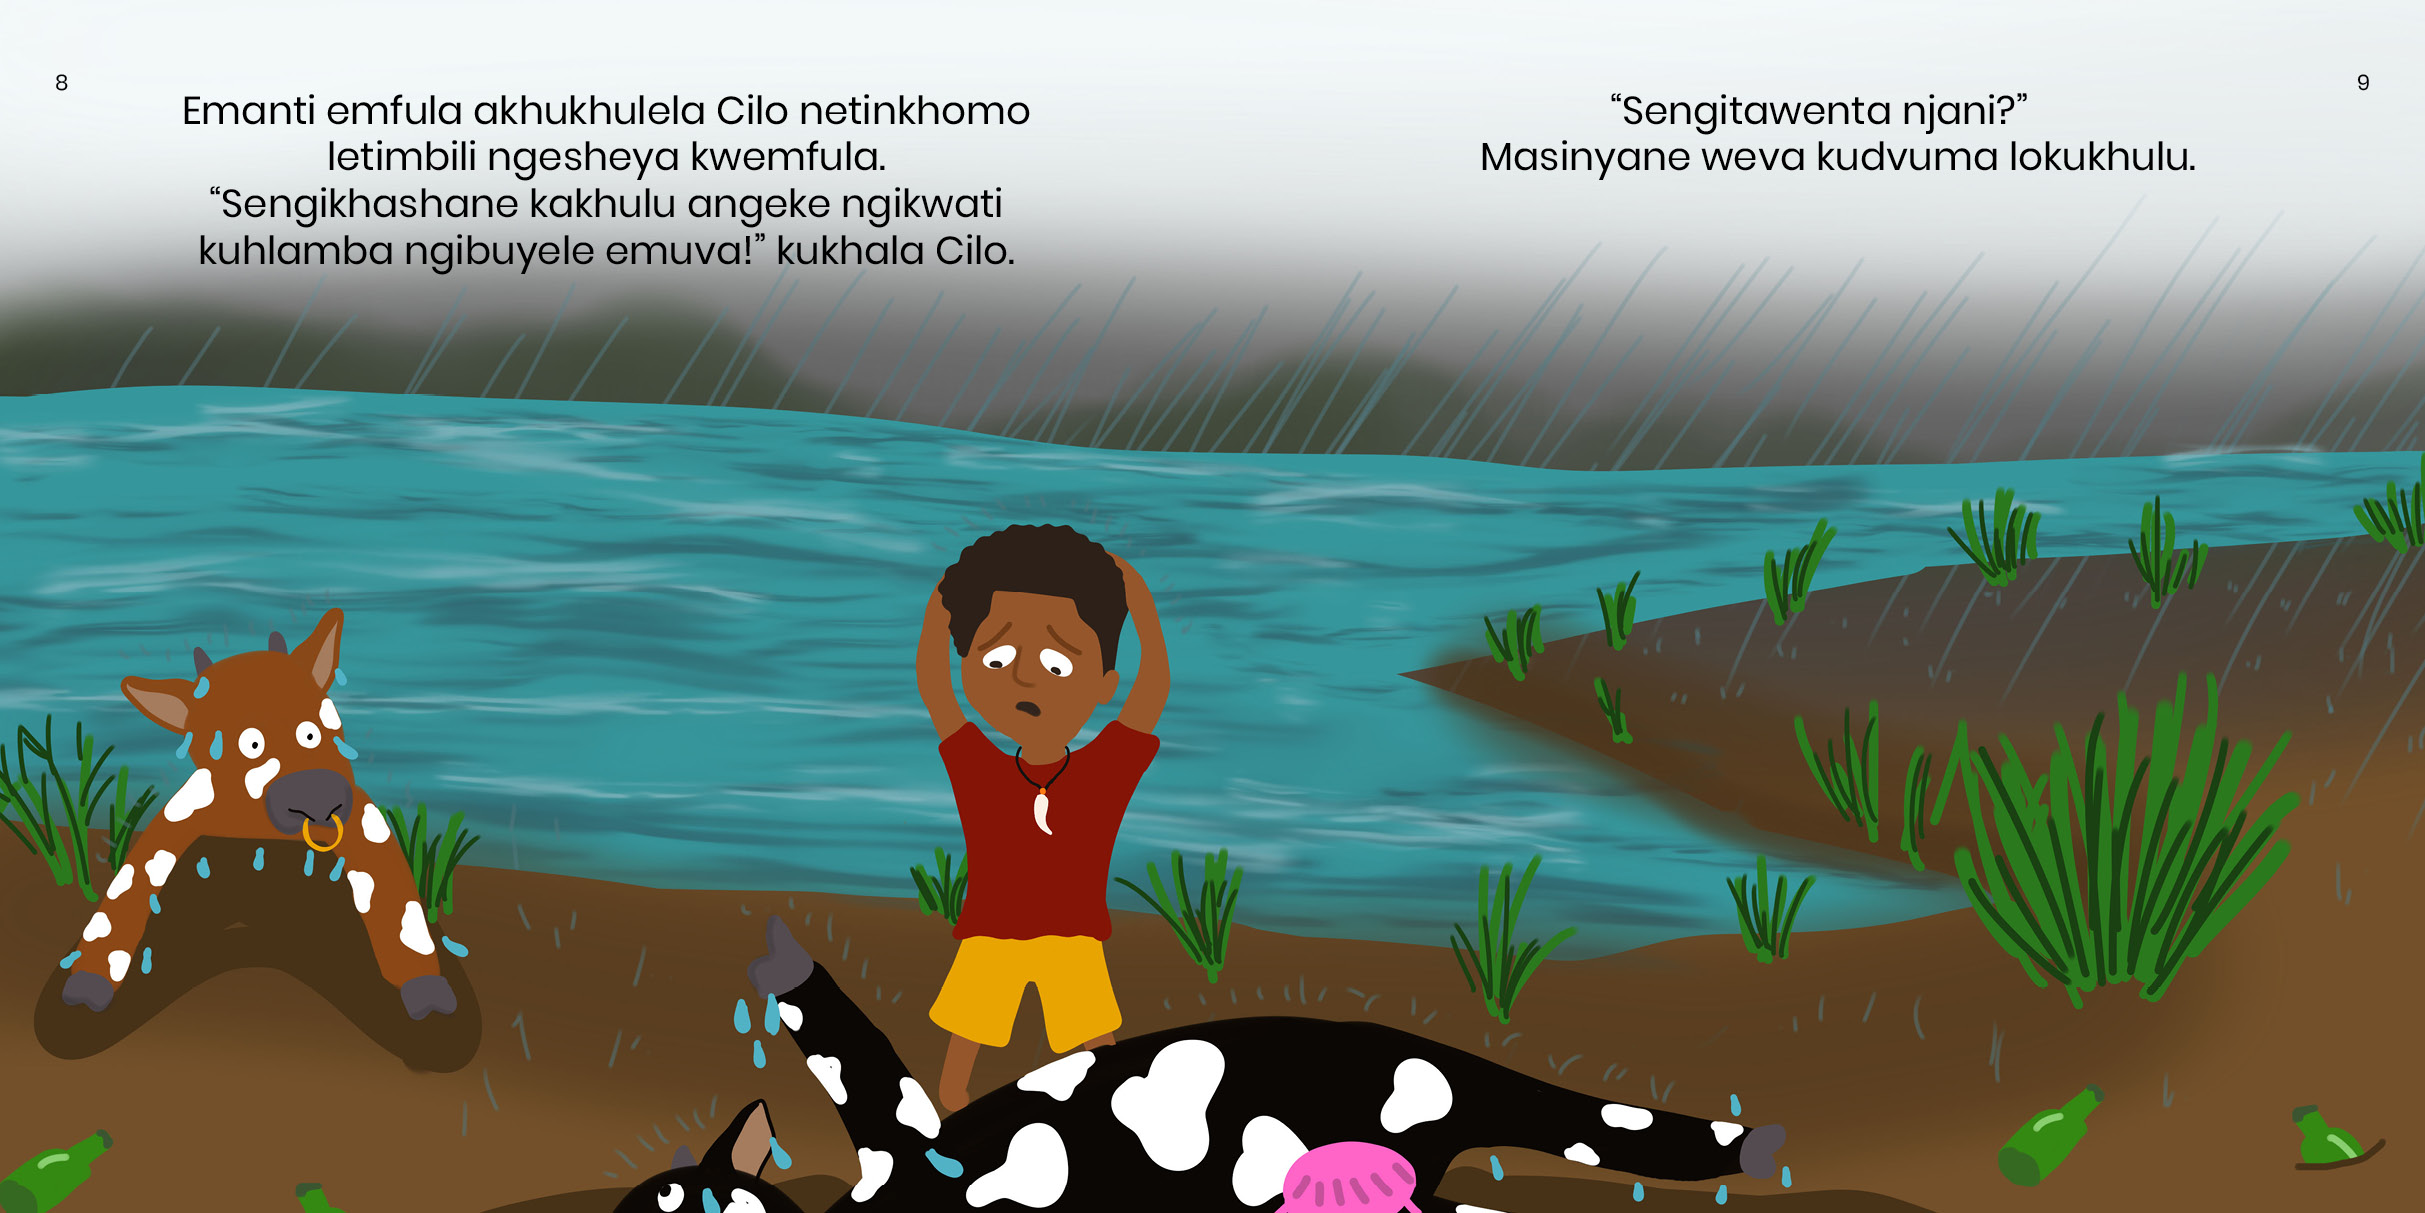 8
Emanti emfula akhukhulela Cilo netinkhomo
letimbili ngesheya kwemfula.
“Sengikhashane kakhulu angeke ngikwati
kuhlamba ngibuyele emuva!” kukhala Cilo.
9
“Sengitawenta njani?”
Masinyane weva kudvuma lokukhulu.